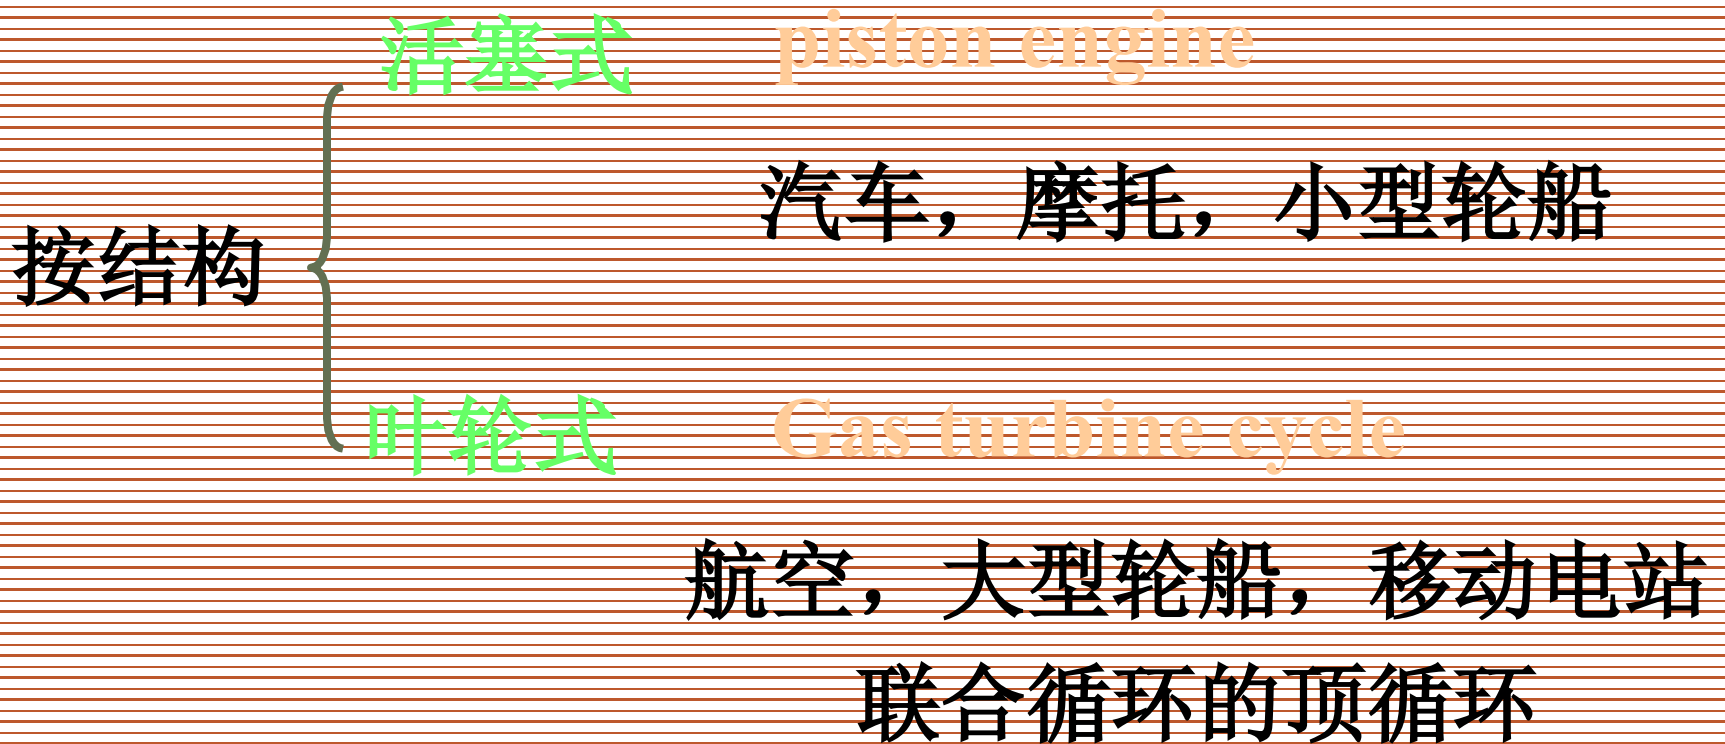 活塞式 piston engine
汽车，摩托，小型轮船
按结构
叶轮式 Gas turbine cycle
航空，大型轮船，移动电站
联合循环的顶循环